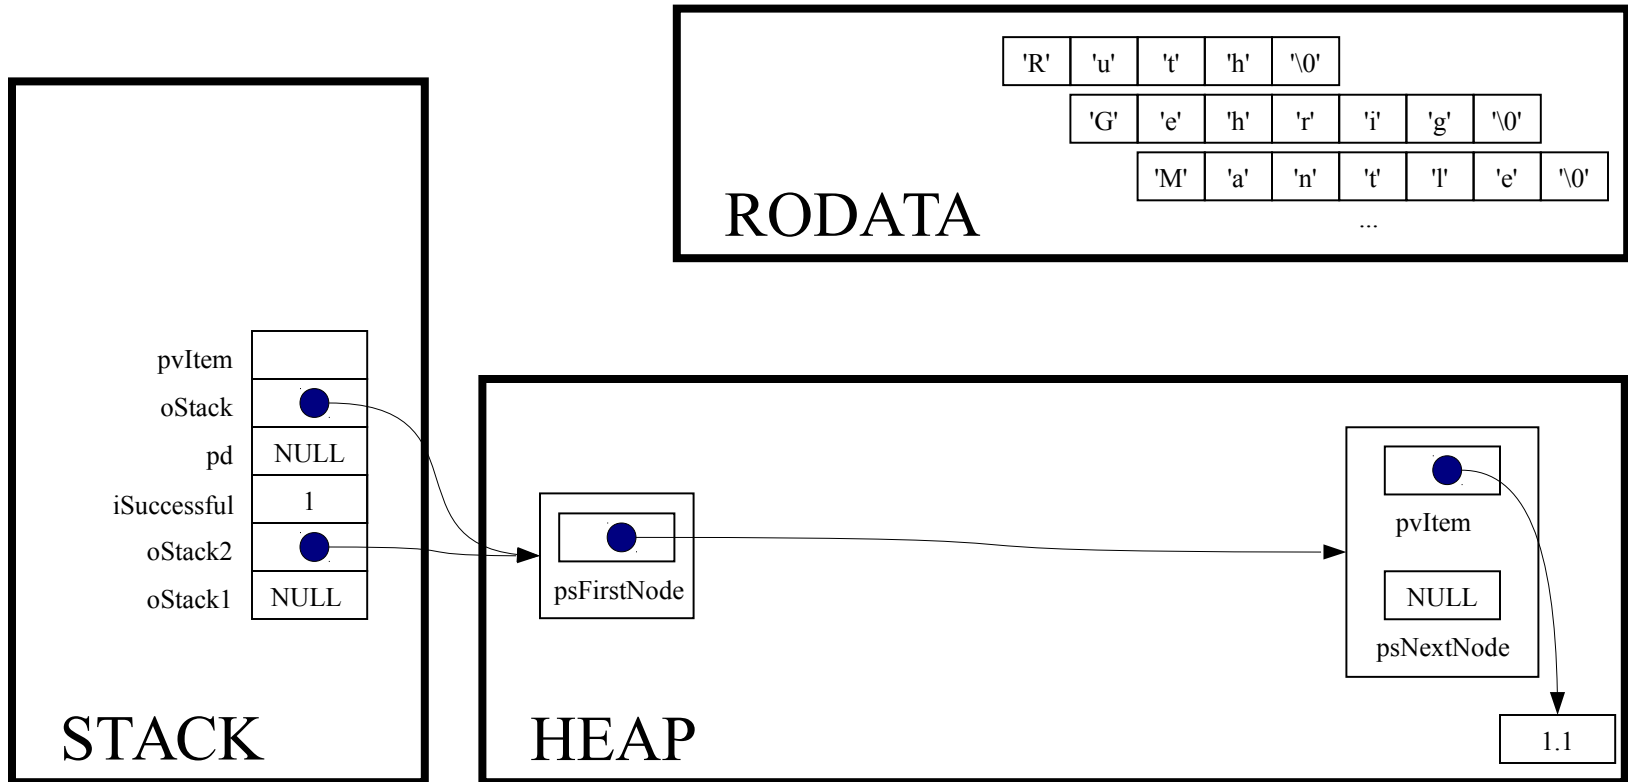 'R' 'u' 't' 'h' '\0'
'G' 'e' 'h' 'r' 'i' 'g' '\0'
'M' 'a' 'n' 't' 'l' 'e' '\0'
...
RODATA
pvItem
oStack
pd NULL
iSuccessful 1
oStack2
oStack1 NULL
STACK
psFirstNode
pvItem
NULL
psNextNode
1.1
HEAP